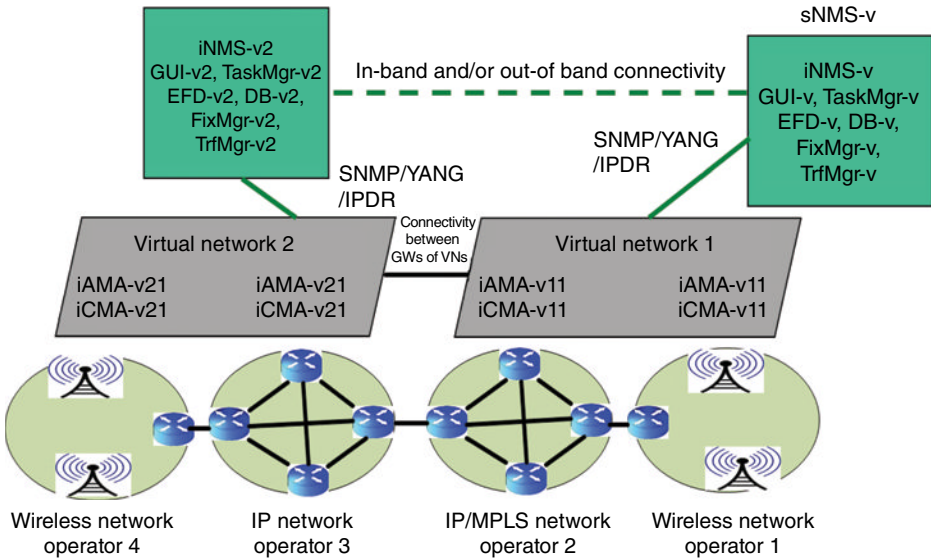 sNMS-v
iNMS-v2
GUI-v2, TaskMgr-v2
EFD-v2, DB-v2,
FixMgr-v2,
TrfMgr-v2
In-band and/or out-of band connectivity
iNMS-v
GUI-v, TaskMgr-v
EFD-v, DB-v,
FixMgr-v,
TrfMgr-v
SNMP/YANG
/IPDR
SNMP/YANG
/IPDR
Virtual network 2
iAMA-v21 iAMA-v21
iCMA-v21 iCMA-v21
Connectivity
between
GWs of VNs
Virtual network 1
iAMA-v11 iAMA-v11
iCMA-v11 iCMA-v11
Wireless network
operator 4
IP network
operator 3
IP/MPLS network
operator 2
Wireless network
operator 1